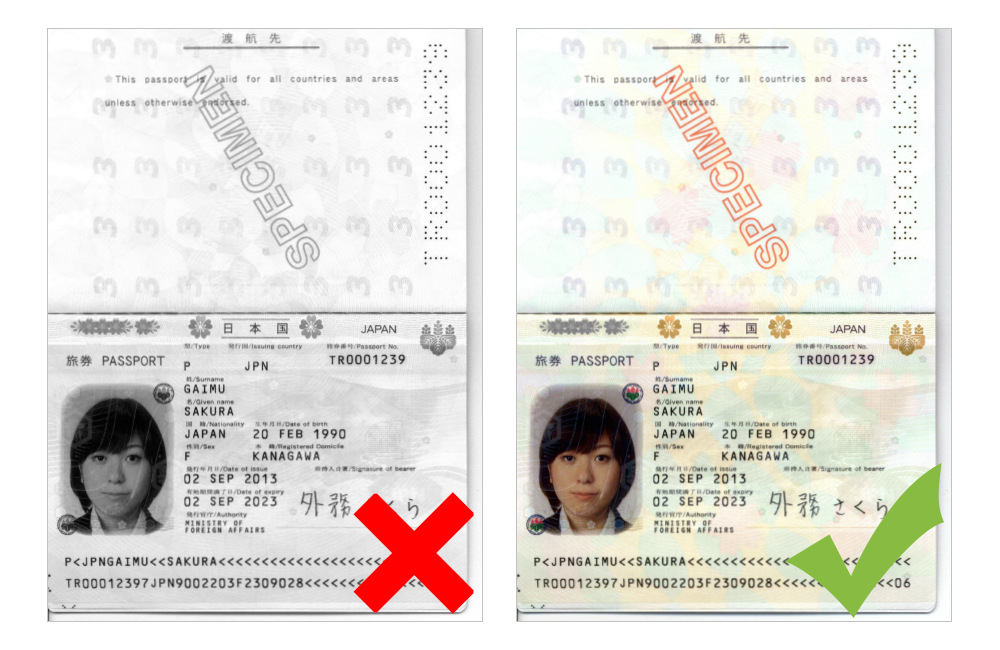 渡 航 先
This passport is valid for all countries and areas
unless otherwise endorsed.
SPECIMEN
TR0001239
日 本 国
JAPAN
旅券 PASSPORT
型/Type 発行国/Issuing country 旅券番号/Passport No.
P JPN TR0001239
姓/Surname
GAIMU
名/Given name
SAKURA
国 籍/Nationality 生年月日/Date of birth
JAPAN 20 FEB 1990
性別/Sex 本 籍/Registered Domicile
F KANAGAWA
発行年月日/Date of issue 所持人自署/Signature of bearer
02 SEP 2013
有効期間満了日/Date of expiry
02 SEP 2023
外務 くら
発行官庁/Authority
MINISTRY OF
FOREIGN AFFAIRS
P<JPNGAIMU<<SAKURA<<<<<<<<<<<<<<<<<
TR00012397JPN9002203F2309028<<<<<
渡 航 先
This passport is valid for all countries and areas
unless otherwise endorsed.
SPECIMEN
TR0001239
日 本 国
JAPAN
旅券 PASSPORT
型/Type 発行国/Issuing country 旅券番号/Passport No.
P JPN TR0001239
姓/Surname
GAIMU
名/Given name
SAKURA
国 籍/Nationality 生年月日/Date of birth
JAPAN 20 FEB 1990
性別/Sex 本 籍/Registered Domicile
F KANAGAWA
発行年月日/Date of issue 所持人自署/Signature of bearer
02 SEP 2013
有効期間満了日/Date of expiry
02 SEP 2023
外務 さくら
発行官庁/Authority
MINISTRY OF
FOREIGN AFFAIRS
P<JPNGAIMU<<SAKURA<<<<<<<<<<<<<<<<<
TR00012397JPN9002203F2309028<<<<<<<06